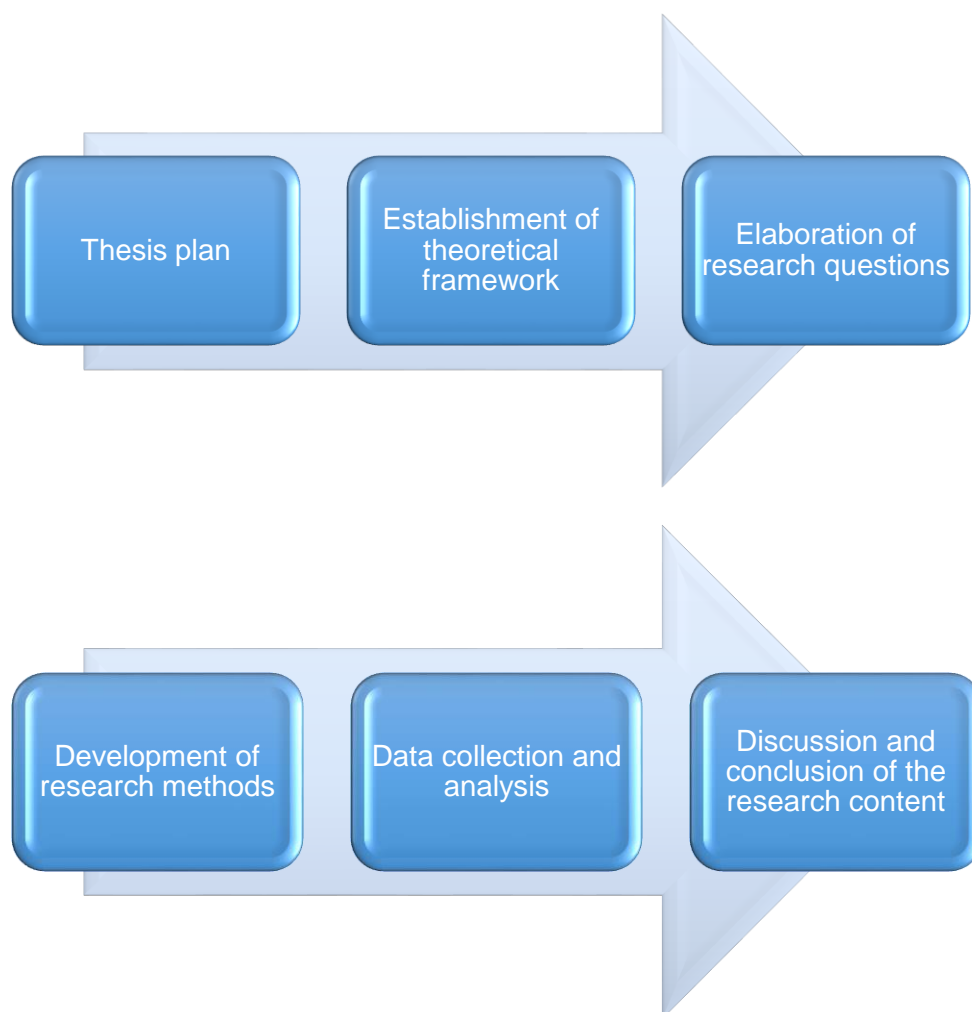 Thesis plan
Establishment of
theoretical
framework
Elaboration of
research questions
Development of
research methods
Data collection and
analysis
Discussion and
conclusion of the
research content